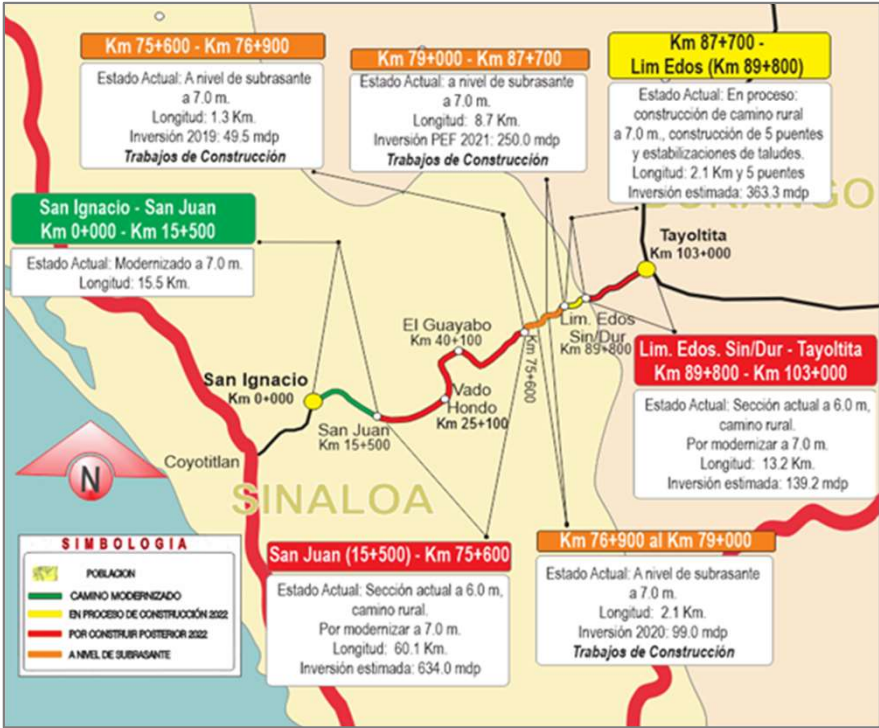 Km 75+600 - Km 76+900
Estado Actual: A nivel de subrasante
a 7.0 m.
Longitud: 1.3 Km.
Inversión 2019: 49.5 mdp
Trabajos de Construcción
Km 79+000 - Km 87+700
Estado Actual: a nivel de subrasante
a 7.0 m.
Longitud: 8.7 Km.
Inversión PEF 2021: 250.0 mdp
Trabajos de Construcción
Km 87+700 -
Lim Edos (Km 89+800)
Estado Actual: En proceso:
construcción de camino rural
a 7.0 m., construcción de 5 puentes
y estabilizaciones de taludes.
Longitud: 2.1 Km y 5 puentes
Inversión estimada: 363.3 mdp
San Ignacio - San Juan
Km 0+000 - Km 15+500
Estado Actual: Modernizado a 7.0 m.
Longitud: 15.5 Km.
Tayoltita
Km 103+000
El Guayabo
Km 40+100
Lim. Edos
Sin/Dur
Km 89+800
Km 75+600
San Ignacio
Km 0+000
Vado
Hondo
Km 25+100
San Juan
Km 15+500
Coyotitlan
N
SINALOA
Lim. Edos. Sin/Dur - Tayoltita
Km 89+800 - Km 103+000
Estado Actual: Sección actual a 6.0 m,
camino rural.
Por modernizar a 7.0 m.
Longitud: 13.2 Km.
Inversión estimada: 139.2 mdp
SIMBOLOGIA
POBLACION
CAMINO MODERNIZADO
EN PROCESO DE CONSTRUCCIÓN 2022
POR CONSTRUIR POSTERIOR 2022
A NIVEL DE SUBRASANTE
San Juan (15+500) - Km 75+600
Estado Actual: Sección actual a 6.0 m,
camino rural.
Por modernizar a 7.0 m.
Longitud: 60.1 Km.
Inversión estimada: 634.0 mdp
Km 76+900 al Km 79+000
Estado Actual: A nivel de subrasante
a 7.0 m.
Longitud: 2.1 Km.
Inversión 2020: 99.0 mdp
Trabajos de Construcción